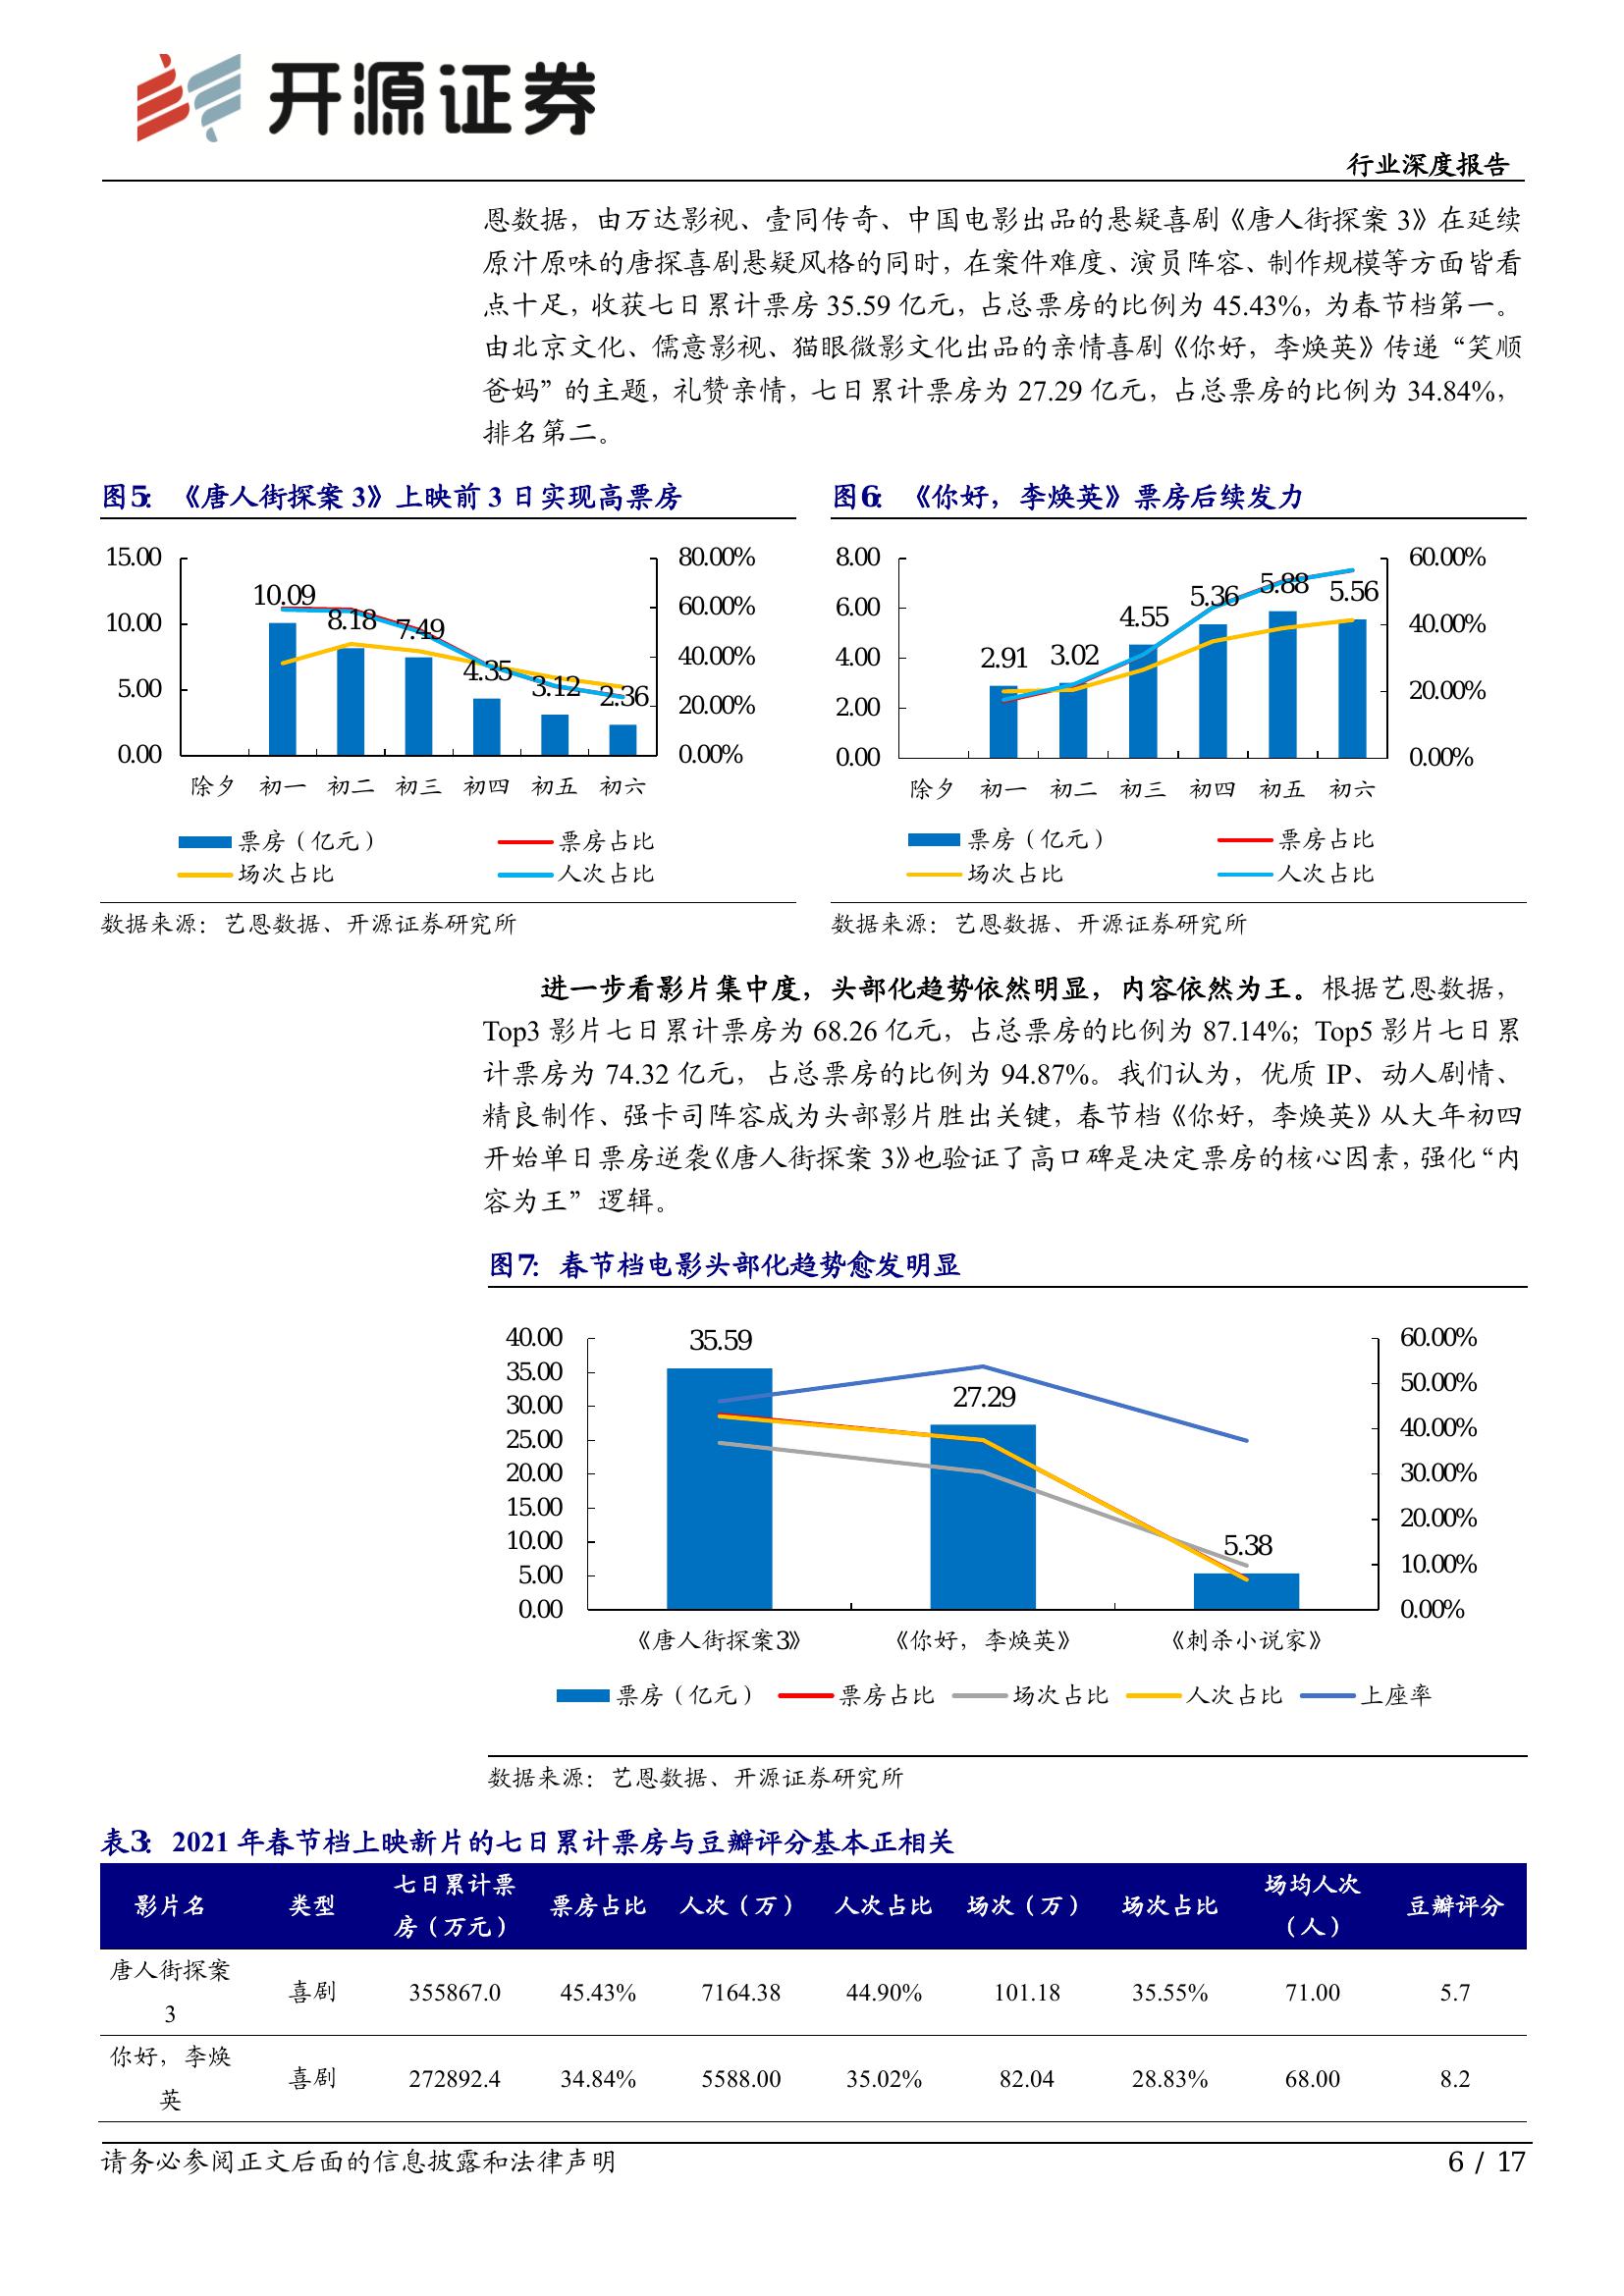 开源证券
行业深度报告
恩数据，由万达影视、壹同传奇、中国电影出品的悬疑喜剧《唐人街探案 3》在延续
原汁原味的唐探喜剧悬疑风格的同时，在案件难度、演员阵容、制作规模等方面皆看
点十足，收获七日累计票房 35.59 亿元，占总票房的比例为 45.43%，为春节档第一。
由北京文化、儒意影视、猫眼微影文化出品的亲情喜剧《你好，李焕英》传递“笑顺
爸妈”的主题，礼赞亲情，七日累计票房为 27.29 亿元，占总票房的比例为 34.84%，
排名第二。
图5：《唐人街探案 3》上映前 3 日实现高票房
15.00
10.00
5.00
0.00
80.00%
60.00%
40.00%
20.00%
0.00%
10.09
8.18
7.49
4.35
3.12
2.36
除夕 初一 初二 初三 初四 初五 初六
票房（亿元） 票房占比
场次占比 人次占比
数据来源：艺恩数据、开源证券研究所
图6：《你好，李焕英》票房后续发力
8.00
6.00
4.00
2.00
0.00
60.00%
40.00%
20.00%
0.00%
2.91
3.02
4.55
5.36
5.88
5.56
除夕 初一 初二 初三 初四 初五 初六
票房（亿元） 票房占比
场次占比 人次占比
数据来源：艺恩数据、开源证券研究所
进一步看影片集中度，头部化趋势依然明显，内容依然为王。根据艺恩数据，
Top3 影片七日累计票房为 68.26 亿元，占总票房的比例为 87.14%；Top5 影片七日累
计票房为 74.32 亿元，占总票房的比例为 94.87%。我们认为，优质 IP、动人剧情、
精良制作、强卡司阵容成为头部影片胜出关键，春节档《你好，李焕英》从大年初四
开始单日票房逆袭《唐人街探案 3》也验证了高口碑是决定票房的核心因素，强化“内
容为王”逻辑。
图7：春节档电影头部化趋势愈发明显
40.00
35.00
30.00
25.00
20.00
15.00
10.00
5.00
0.00
60.00%
50.00%
40.00%
30.00%
20.00%
10.00%
0.00%
35.59
27.29
5.38
《唐人街探案3》 《你好，李焕英》 《刺杀小说家》
票房（亿元） 票房占比 场次占比 人次占比 上座率
数据来源：艺恩数据、开源证券研究所
表3：2021 年春节档上映新片的七日累计票房与豆瓣评分基本正相关
影片名 类型 七日累计票房（万元） 票房占比 人次（万） 人次占比 场次（万） 场次占比 场均人次（人） 豆瓣评分
唐人街探案3 喜剧 355867.0 45.43% 7164.38 44.90% 101.18 35.55% 71.00 5.7
你好，李焕英 喜剧 272892.4 34.84% 5588.00 35.02% 82.04 28.83% 68.00 8.2
请务必参阅正文后面的信息披露和法律声明
6 / 17